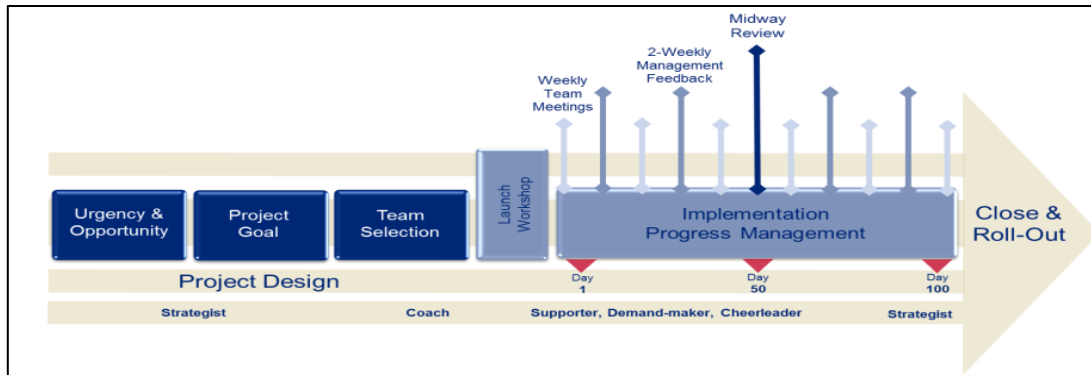 Midway
Review
2-Weekly
Management
Feedback
Weekly
Team
Meetings
Urgency &
Opportunity
Project
Goal
Team
Selection
Launch
Workshop
Implementation
Progress Management
Close &
Roll-Out
Project Design
Day
1
Day
50
Day
100
Strategist
Coach
Supporter, Demand-maker, Cheerleader
Strategist